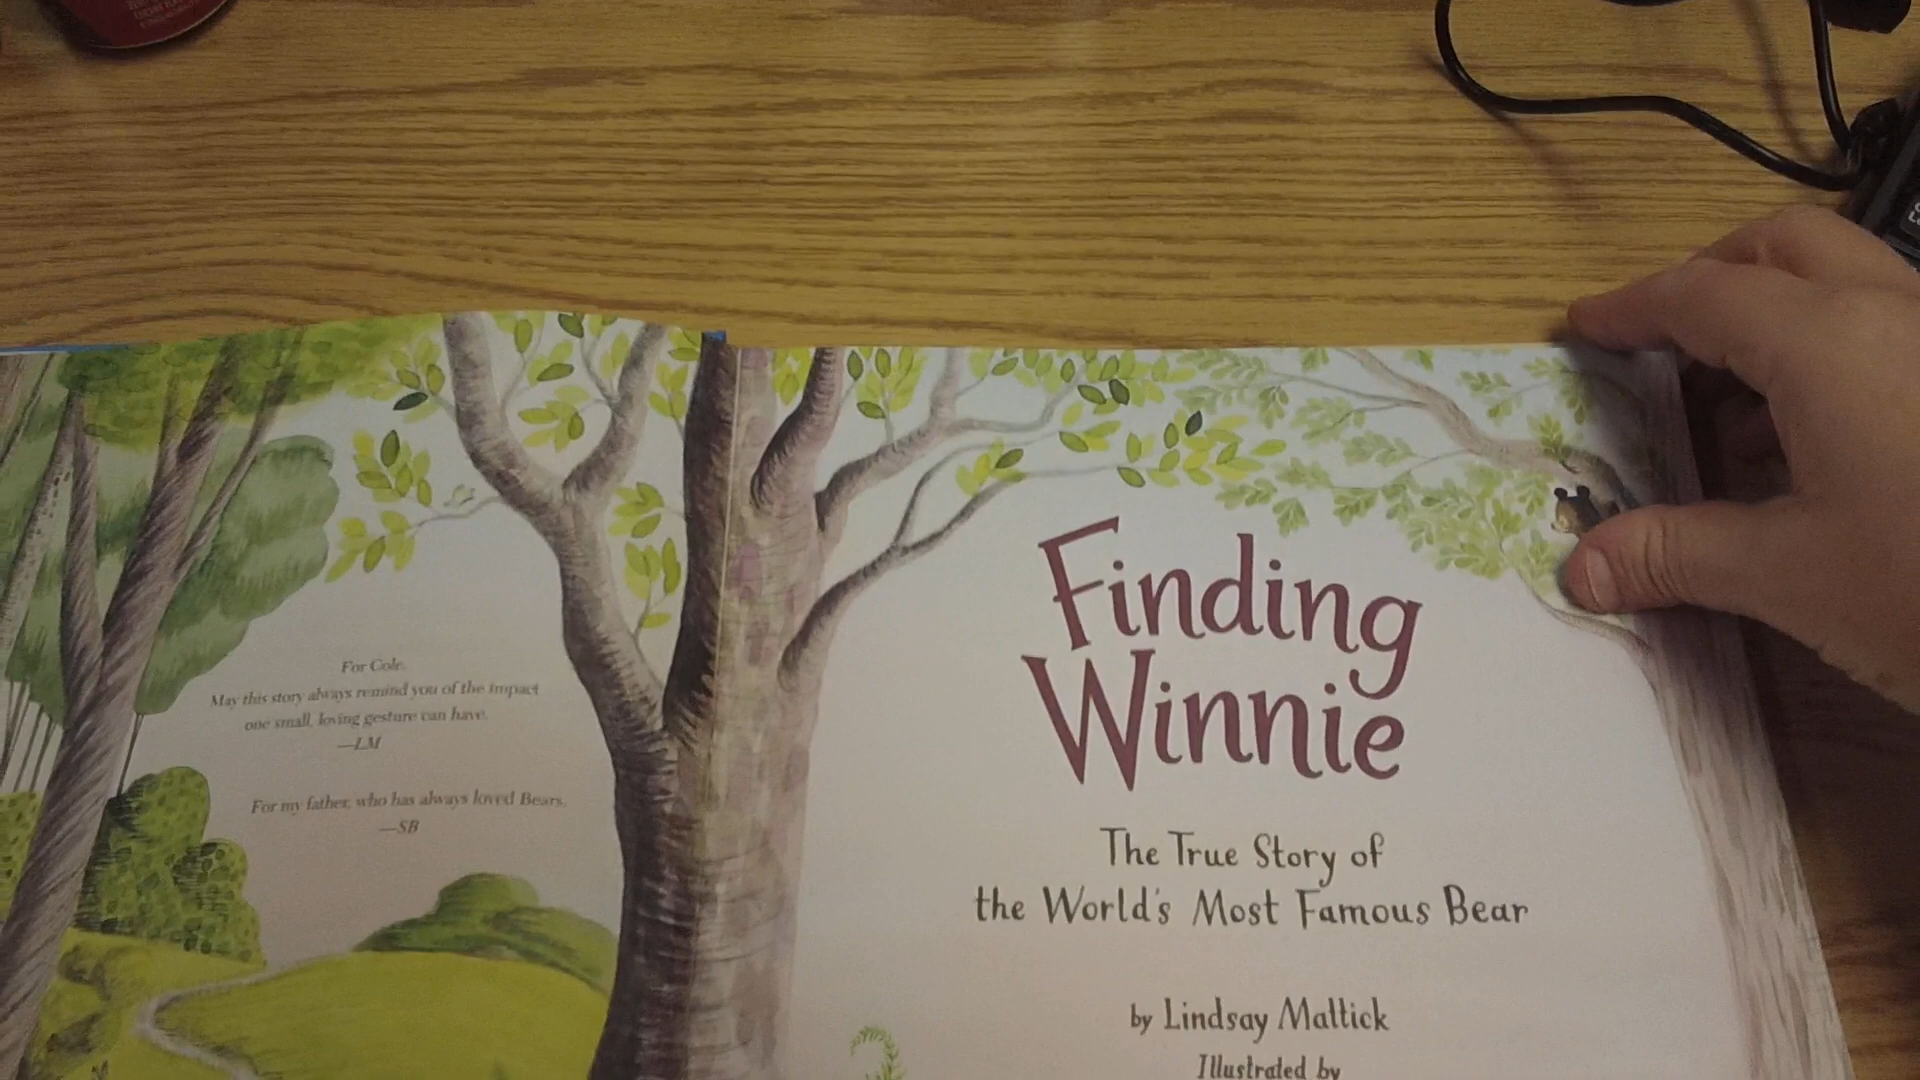 For Cole.
May this story always remind you of the impact
one small, loving gesture can have.
—LM
For my father, who has always loved Bears.
—SB
Finding
Winnie
The True Story of
the World's Most Famous Bear
by Lindsay Mattick
Illustrated by